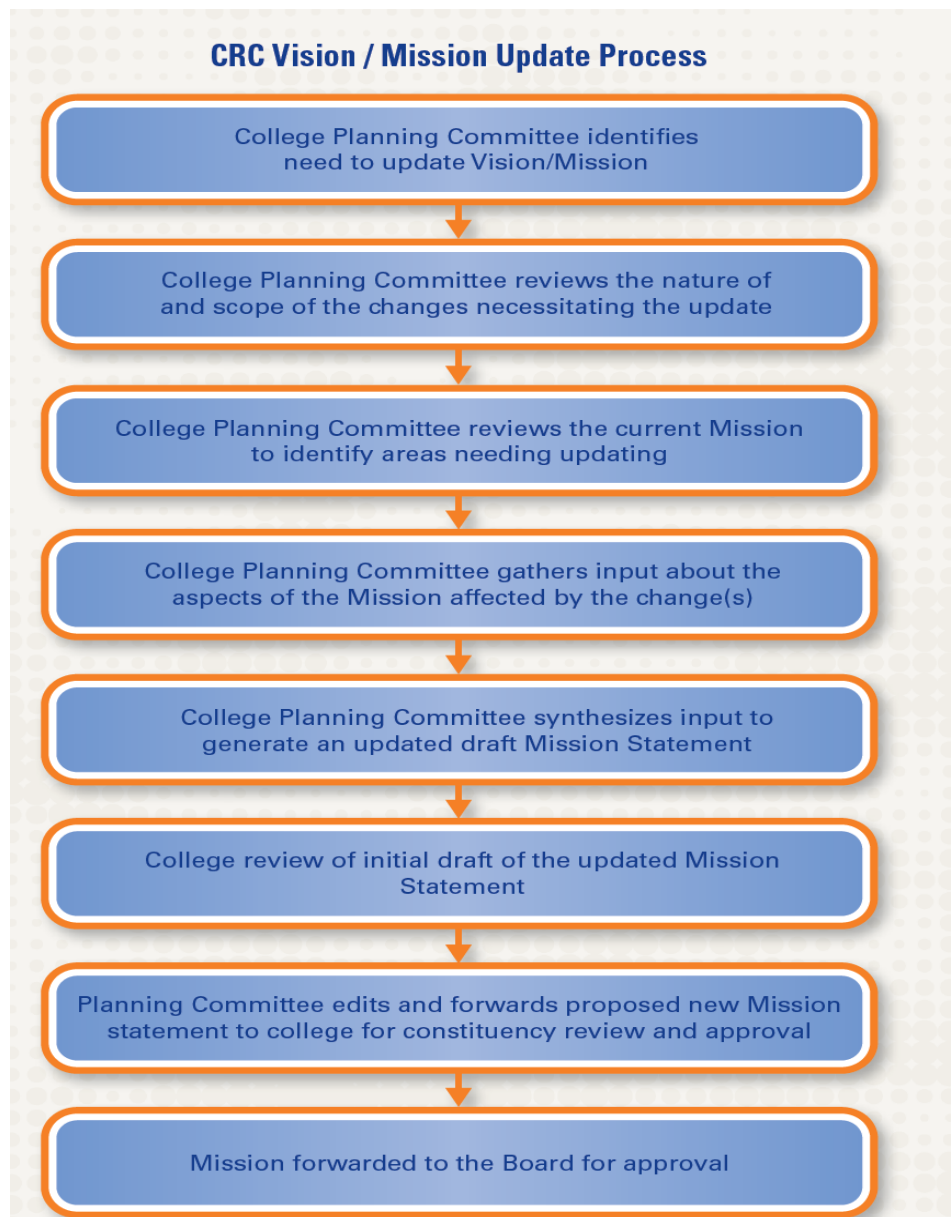 CRC Vision / Mission Update Process
College Planning Committee identifies
need to update Vision/Mission
College Planning Committee reviews the nature of
and scope of the changes necessitating the update
College Planning Committee reviews the current Mission
to identify areas needing updating
College Planning Committee gathers input about the
aspects of the Mission affected by the change(s)
College Planning Committee synthesizes input to
generate an updated draft Mission Statement
College review of initial draft of the updated Mission
Statement
Planning Committee edits and forwards proposed new Mission
statement to college for constituency review and approval
Mission forwarded to the Board for approval